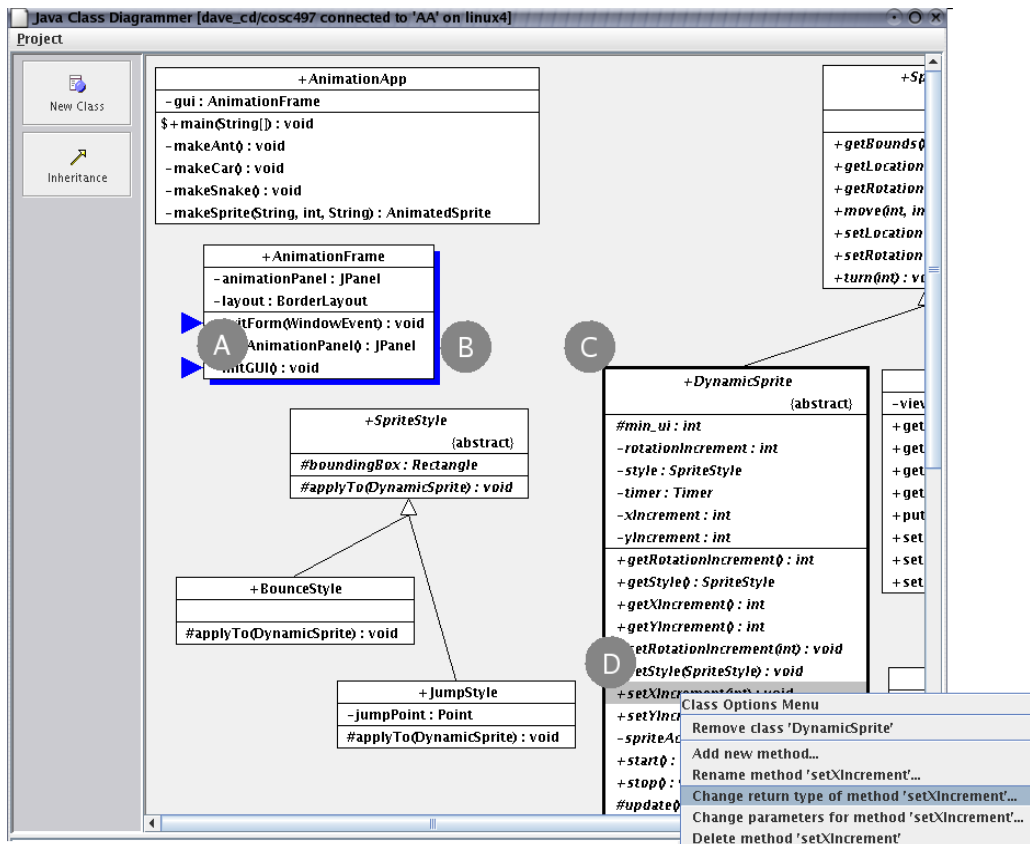 Java Class Diagrammer [dave_cd/cosc497 connected to 'AA' on linux4]
Project
New Class
Inheritance
+AnimationApp
-gui : AnimationFrame
$+main(String[]) : void
-makeAnt() : void
-makeCar() : void
-makeSnake() : void
-makeSprite(String, int, String) : AnimatedSprite
+AnimationFrame
-animationPanel : JPanel
-layout : BorderLayout
(WindowEvent) : void
AnimationPanel() : JPanel
: void
A
B
C
D
+SpriteStyle
{abstract}
#boundingBox : Rectangle
#applyTo(DynamicSprite) : void
+BounceStyle
#applyTo(DynamicSprite) : void
+JumpStyle
-jumpPoint : Point
#applyTo(DynamicSprite) : void
+Sp
+getBounds()
+getLocation
+getRotation
+move(int, in
+setLocation
+setRotation
+turn(int) : v
+DynamicSprite
{abstract}
#min_ui : int
-rotationIncrement : int
-style : SpriteStyle
-timer : Timer
-xIncrement : int
-yIncrement : int
+getRotationIncrement() : int
+getStyle() : SpriteStyle
+getXIncrement() : int
+getYIncrement() : int
setRotationIncrement(int) : void
etStyle(SpriteStyle) : void
+setXIncrement(int) : void
+setYInc
-spriteAc
+start() :
+stop() :
#update()
-view
+get
+get
+get
+get
+put
+set
+set
+set
Class Options Menu
Remove class 'DynamicSprite'
Add new method...
Rename method 'setXIncrement'...
Change return type of method 'setXIncrement'...
Change parameters for method 'setXIncrement'...
Delete method 'setXIncrement'